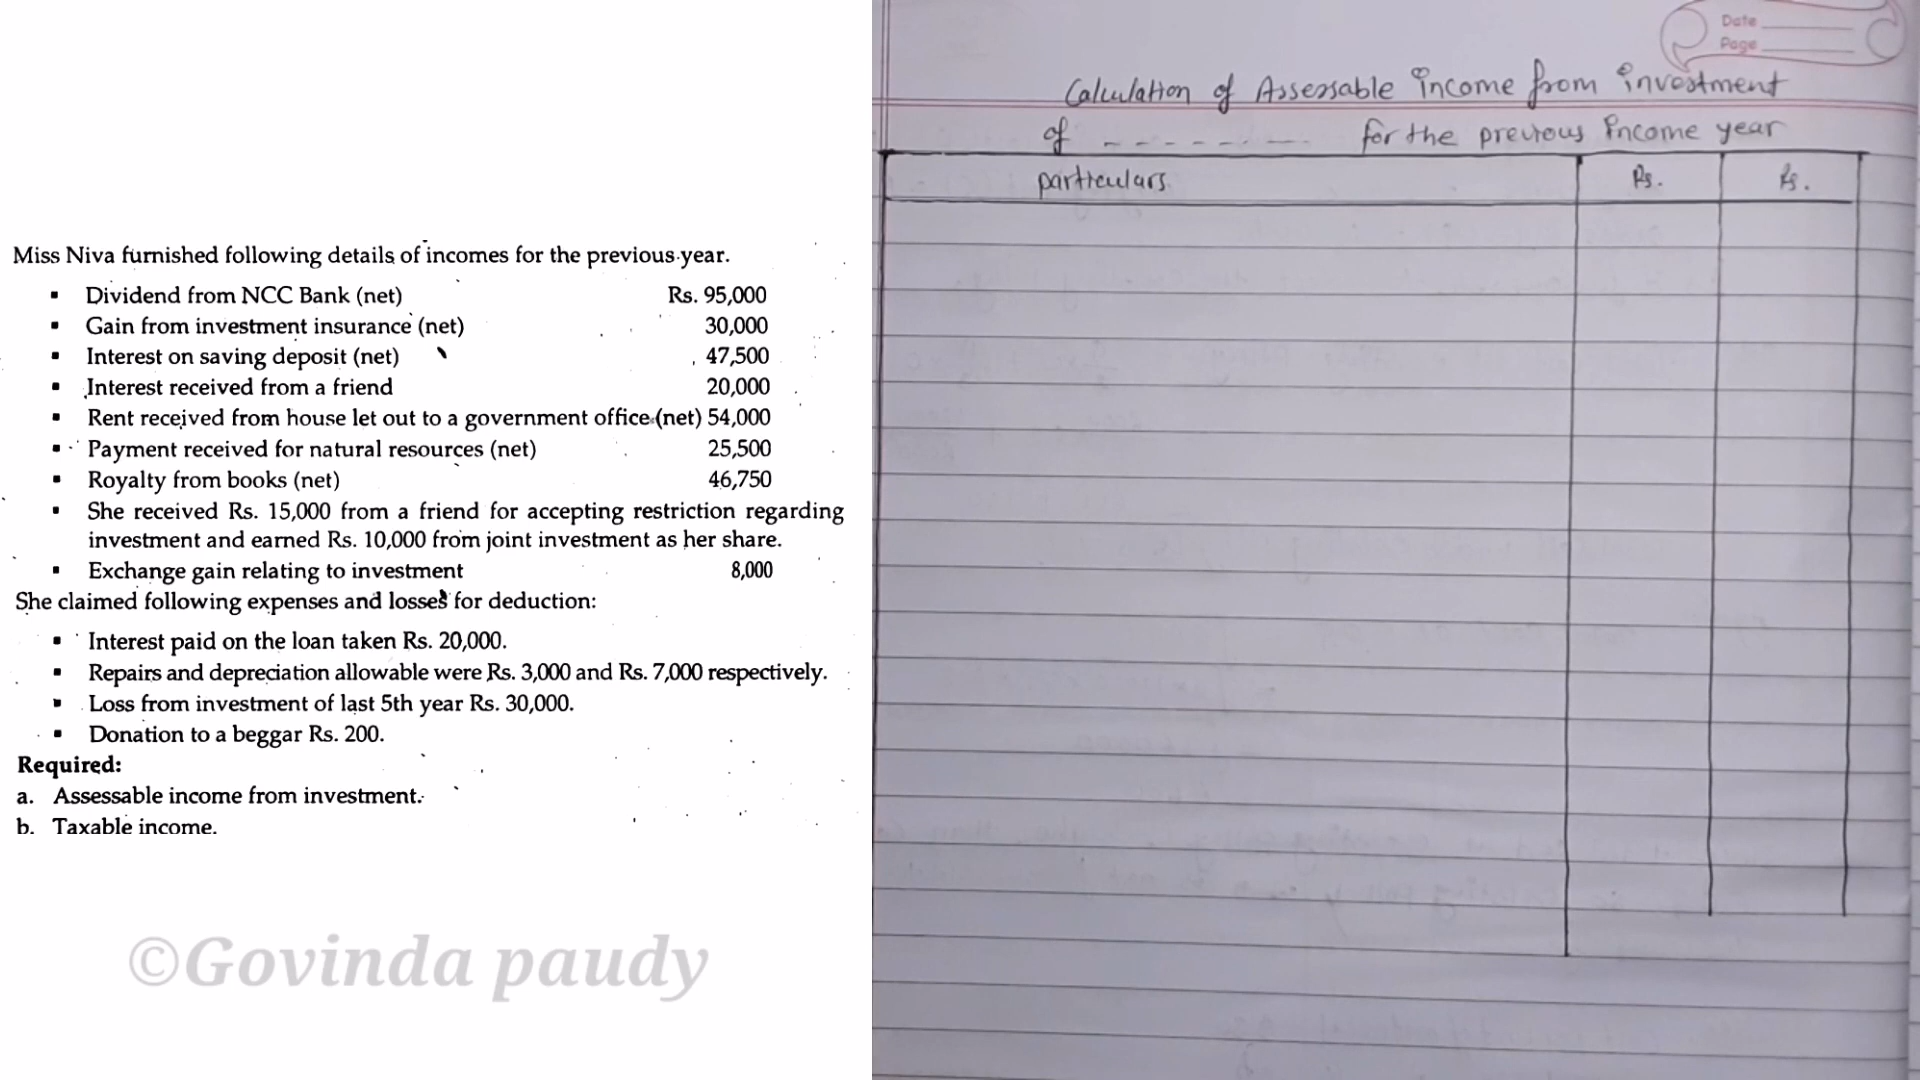 Miss Niva furnished following details of incomes for the previous year.
▪ Dividend from NCC Bank (net) Rs. 95,000
▪ Gain from investment insurance (net) 30,000
▪ Interest on saving deposit (net) 47,500
▪ Interest received from a friend 20,000
▪ Rent received from house let out to a government office (net) 54,000
▪ Payment received for natural resources (net) 25,500
▪ Royalty from books (net) 46,750
▪ She received Rs. 15,000 from a friend for accepting restriction regarding
investment and earned Rs. 10,000 from joint investment as her share.
▪ Exchange gain relating to investment 8,000
She claimed following expenses and losses for deduction:
▪ Interest paid on the loan taken Rs. 20,000.
▪ Repairs and depreciation allowable were Rs. 3,000 and Rs. 7,000 respectively.
▪ Loss from investment of last 5th year Rs. 30,000.
▪ Donation to a beggar Rs. 200.
Required:
a. Assessable income from investment.
b. Taxable income.
©Govinda paudy
Date
Page
Calculation of Assessable income from investment
of - - - - - - - for the previous income year
particulars Rs. Rs.